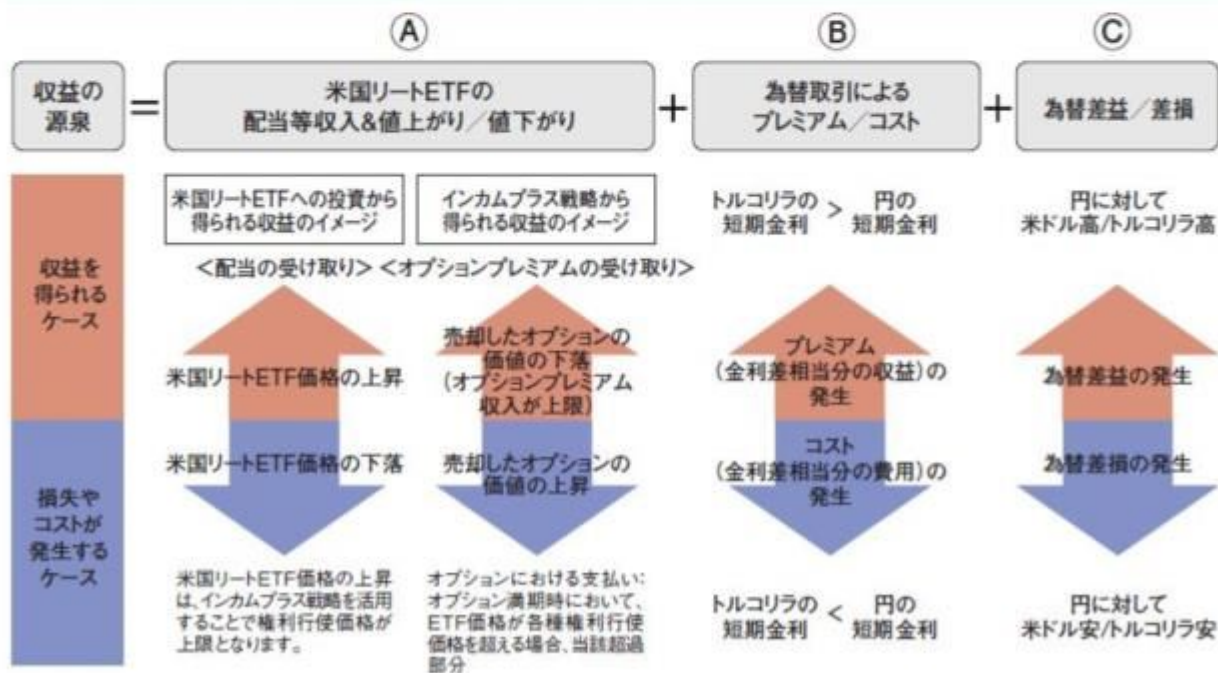 Ⓐ
Ⓑ
Ⓒ
収益の
源泉
=
米国リートETFの
配当等収入&値上がり/値下がり
+
為替取引による
プレミアム/コスト
+
為替差益/差損
収益を
得られる
ケース
損失や
コストが
発生する
ケース
米国リートETFへの投資から
得られる収益のイメージ
<配当の受け取り>
米国リートETF価格の上昇
米国リートETF価格の下落
米国リートETF価格の上昇
は、インカムプラス戦略を活用
することで権利行使価格が
上限となります。
インカムプラス戦略から
得られる収益のイメージ
<オプションプレミアムの受け取り>
売却したオプションの
価値の下落
(オプションプレミアム
収入が上限)
売却したオプションの
価値の上昇
オプションにおける支払い:
オプション満期時において、
ETF価格が各種権利行使
価格を超える場合、当該超過
部分
トルコリラの 円の
短期金利 > 短期金利
プレミアム
(金利差相当分の収益)の
発生
コスト
(金利差相当分の費用)の
発生
トルコリラの 円の
短期金利 < 短期金利
円に対して
米ドル高/トルコリラ高
為替差益の発生
為替差損の発生
円に対して
米ドル安/トルコリラ安